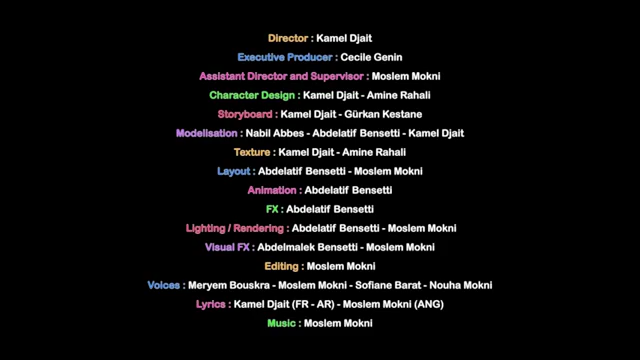 Director : Kamel Djait
Executive Producer : Cecile Genin
Assistant Director and Supervisor : Moslem Mokni
Character Design : Kamel Djait - Amine Rahali
Storyboard : Kamel Djait - Gürkan Kestane
Modelisation : Nabil Abbes - Abdelatif Bensetti - Kamel Djait
Texture : Kamel Djait - Amine Rahali
Layout : Abdelatif Bensetti - Moslem Mokni
Animation : Abdelatif Bensetti
FX : Abdelatif Bensetti
Lighting / Rendering : Abdelatif Bensetti - Moslem Mokni
Visual FX : Abdelmalek Bensetti - Moslem Mokni
Editing : Moslem Mokni
Voices : Meryem Bouskra - Moslem Mokni - Sofiane Barat - Nouha Mokni
Lyrics : Kamel Djait (FR - AR) - Moslem Mokni (ANG)
Music : Moslem Mokni